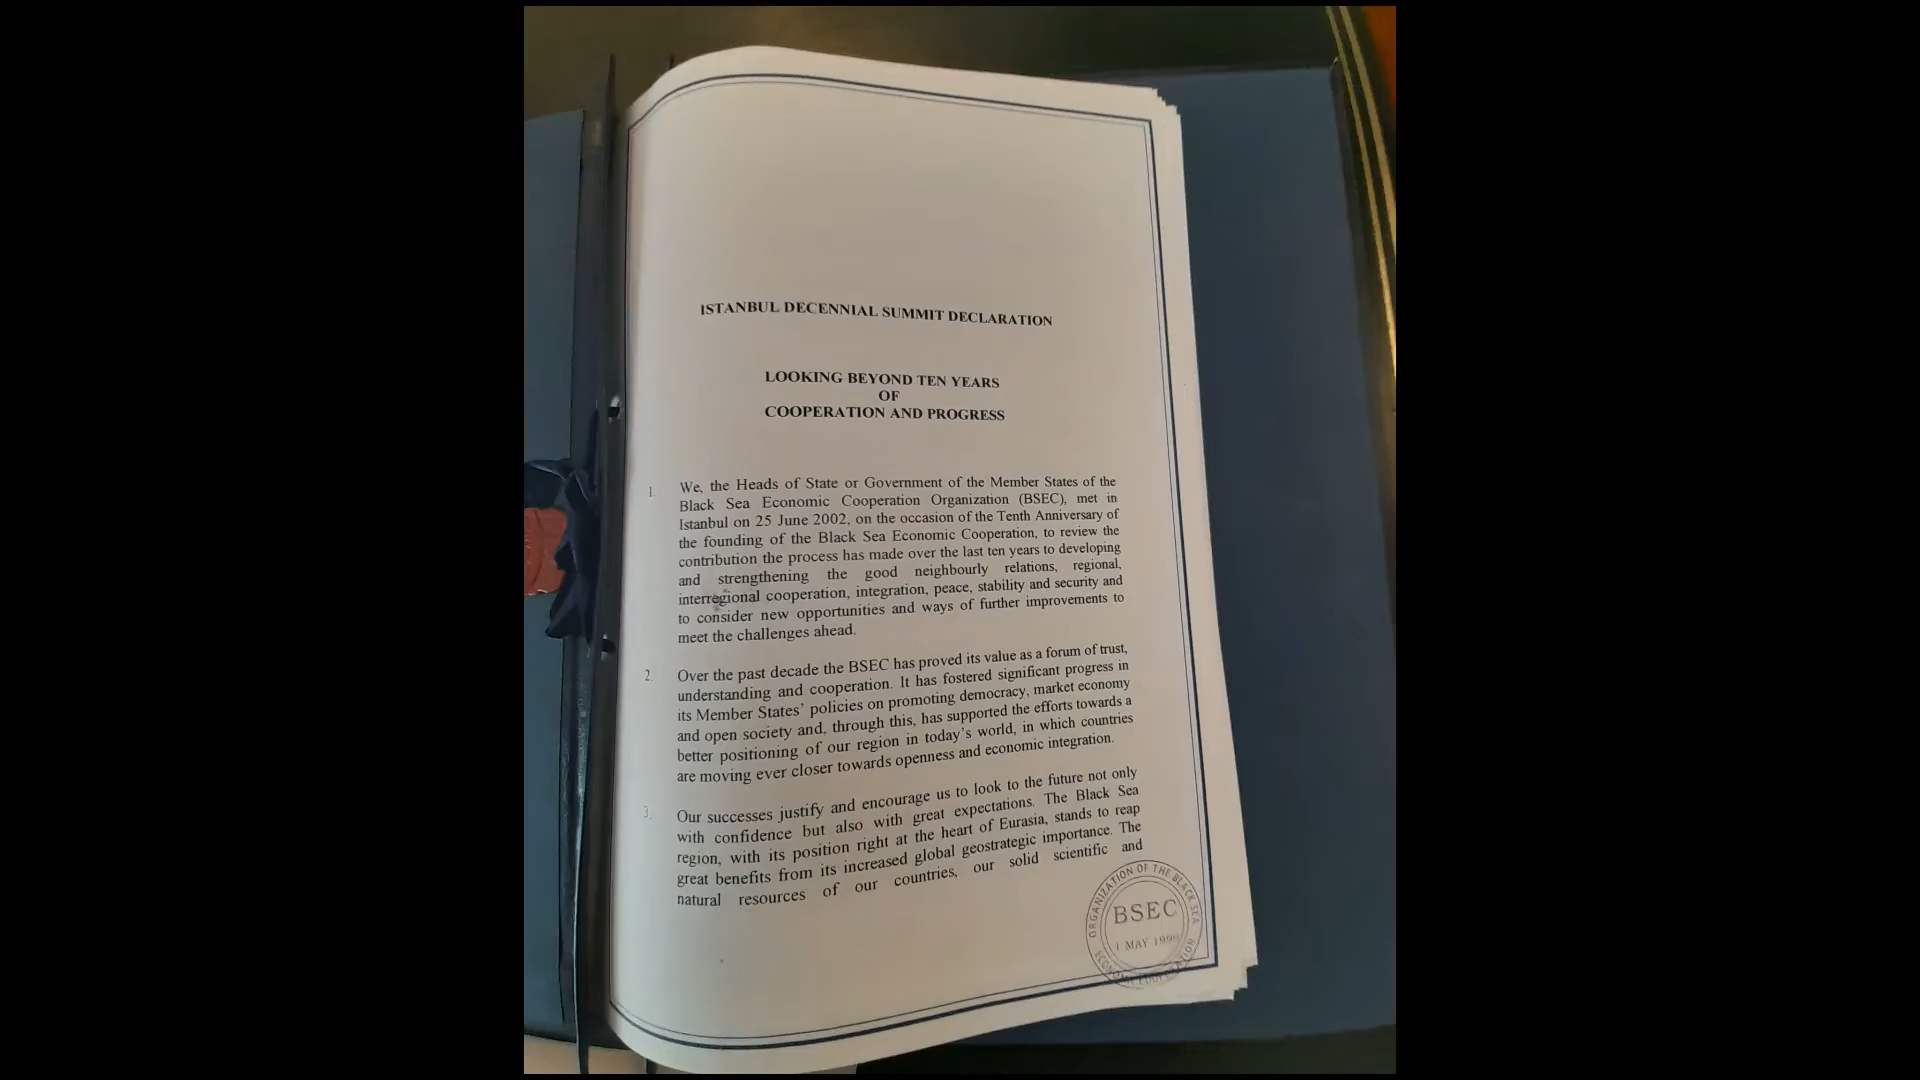 ISTANBUL DECENNIAL SUMMIT DECLARATION
LOOKING BEYOND TEN YEARS
OF
COOPERATION AND PROGRESS
1. We, the Heads of State or Government of the Member States of the
Black Sea Economic Cooperation Organization (BSEC), met in
Istanbul on 25 June 2002, on the occasion of the Tenth Anniversary of
the founding of the Black Sea Economic Cooperation, to review the
contribution the process has made over the last ten years to developing
and strengthening the good neighbourly relations, regional,
interregional cooperation, integration, peace, stability and security and
to consider new opportunities and ways of further improvements to
meet the challenges ahead.
2. Over the past decade the BSEC has proved its value as a forum of trust,
understanding and cooperation. It has fostered significant progress in
its Member States' policies on promoting democracy, market economy
and open society and, through this, has supported the efforts towards a
better positioning of our region in today's world, in which countries
are moving ever closer towards openness and economic integration.
3. Our successes justify and encourage us to look to the future not only
with confidence but also with great expectations. The Black Sea
region, with its position right at the heart of Eurasia, stands to reap
great benefits from its increased global geostrategic importance. The
natural resources of our countries, our solid scientific and
ORGANIZATION OF THE BLACK SEA
BSEC
1 MAY 1999
ECONOMIC COOPERATION